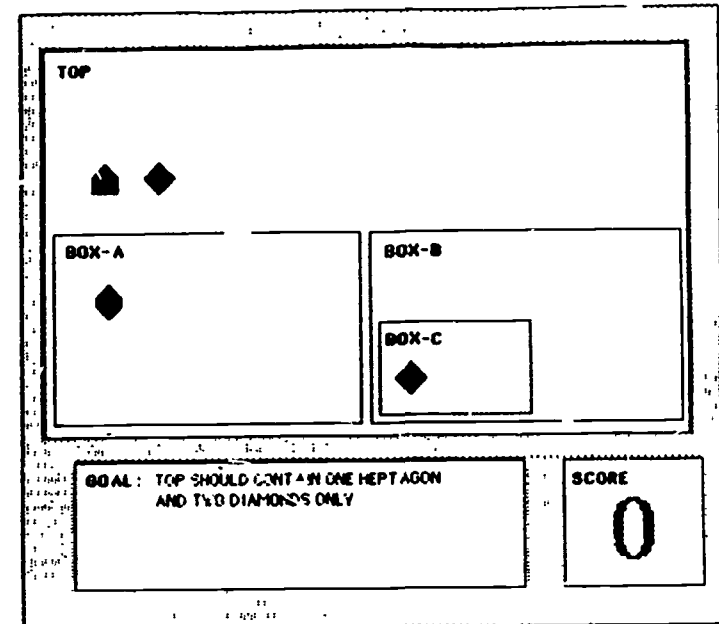 TOP
BOX-A
BOX-B
BOX-C
GOAL: TOP SHOULD CONTAIN ONE HEPTAGON
AND TWO DIAMONDS ONLY
SCORE
0